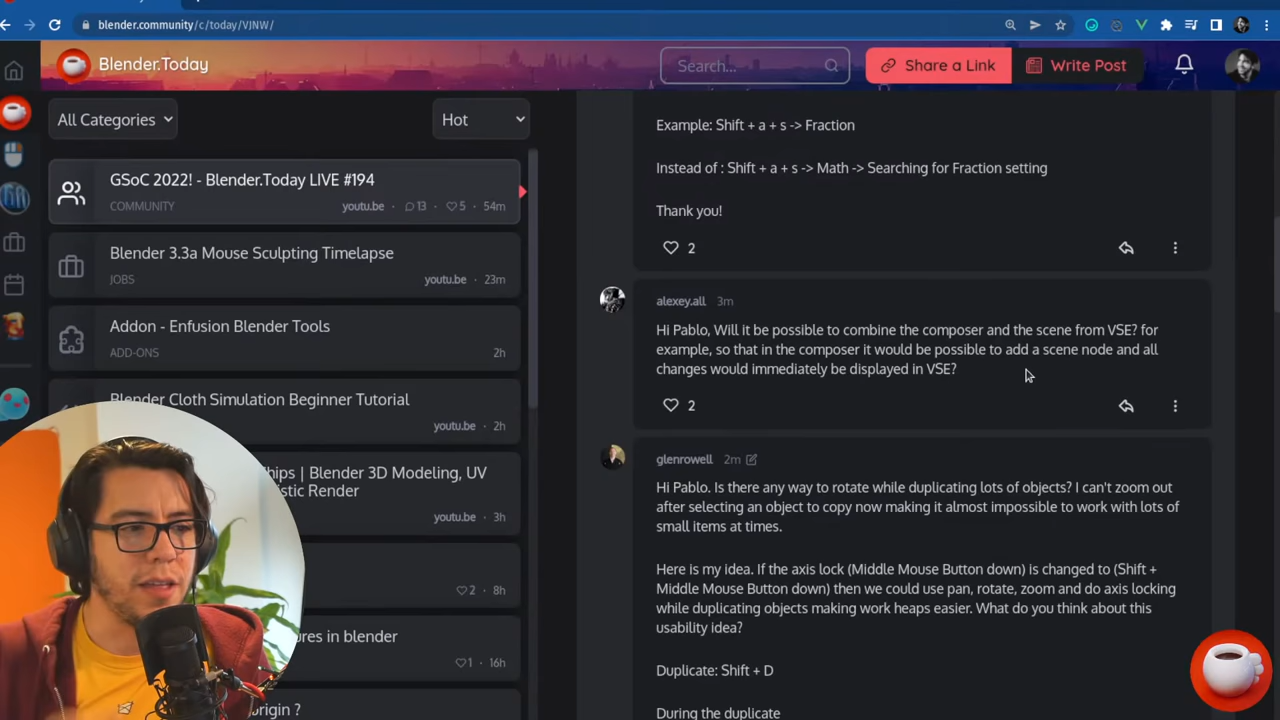 blender.community/c/today/VJNW/
Blender.Today
Search...
Share a Link
Write Post
All Categories
Hot
GSoC 2022! - Blender.Today LIVE #194
COMMUNITY
youtu.be · 13 · 5 · 54m
Blender 3.3a Mouse Sculpting Timelapse
JOBS
youtu.be · 23m
Addon - Enfusion Blender Tools
ADD-ONS
2h
Blender Cloth Simulation Beginner Tutorial
youtu.be · 2h
hips | Blender 3D Modeling, UV
istic Render
youtu.be · 3h
2 · 8h
ures in blender
1 · 16h
origin ?
Example: Shift + a + s -> Fraction
Instead of : Shift + a + s -> Math -> Searching for Fraction setting
Thank you!
2
alexey.all 3m
Hi Pablo, Will it be possible to combine the composer and the scene from VSE? for
example, so that in the composer it would be possible to add a scene node and all
changes would immediately be displayed in VSE?
2
glenrowell 2m
Hi Pablo. Is there any way to rotate while duplicating lots of objects? I can't zoom out
after selecting an object to copy now making it almost impossible to work with lots of
small items at times.
Here is my idea. If the axis lock (Middle Mouse Button down) is changed to (Shift +
Middle Mouse Button down) then we could use pan, rotate, zoom and do axis locking
while duplicating objects making work heaps easier. What do you think about this
usability idea?
Duplicate: Shift + D
During the duplicate